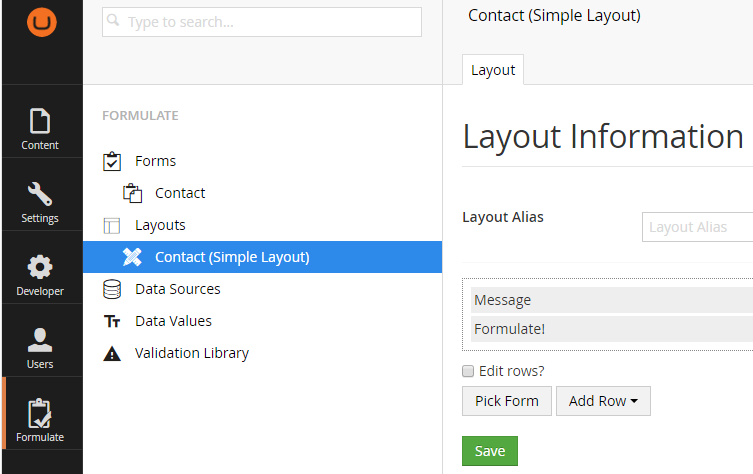 Content
Settings
Developer
Users
Formulate
Type to search...
FORMULATE
Forms
Contact
Layouts
Contact (Simple Layout)
Data Sources
Data Values
Validation Library
Contact (Simple Layout)
Layout
Layout Information
Layout Alias
Layout Alias
Message
Formulate!
Edit rows?
Pick Form Add Row
Save